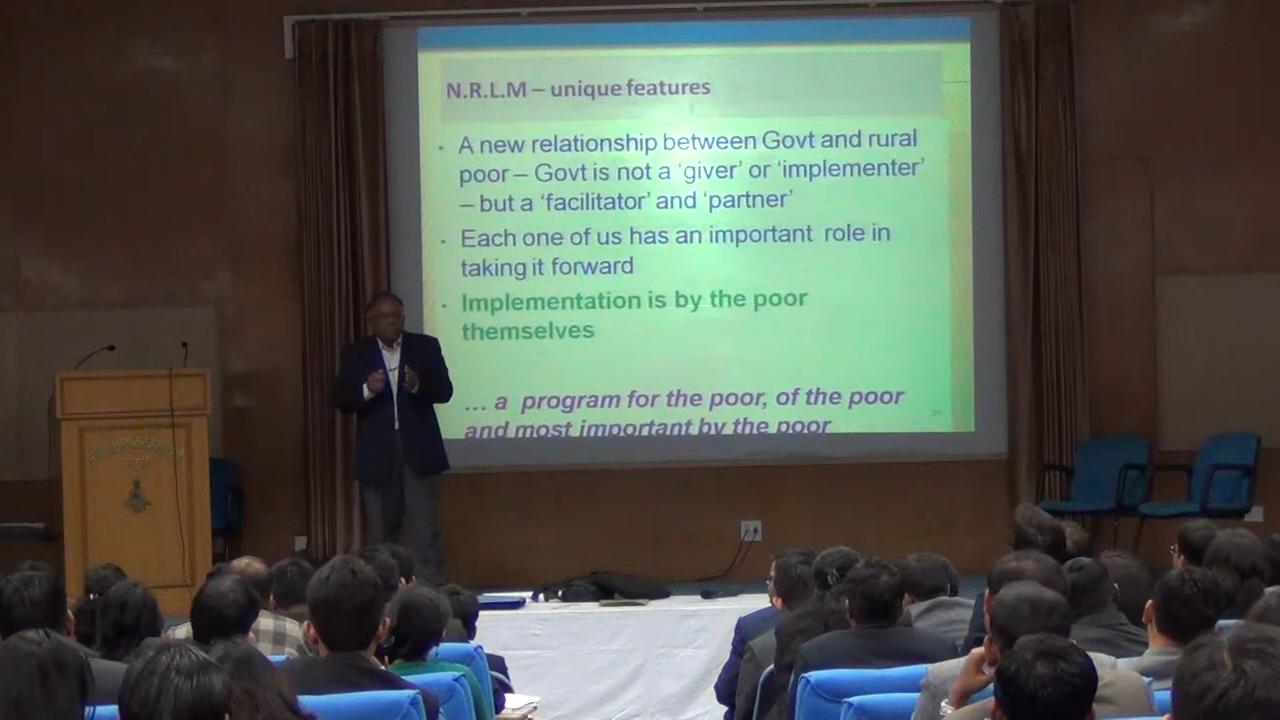 N.R.L.M – unique features
A new relationship between Govt and rural
poor – Govt is not a ‘giver’ or ‘implementer’
– but a ‘facilitator’ and ‘partner’
Each one of us has an important role in
taking it forward
Implementation is by the poor
themselves
... a program for the poor, of the poor
and most important by the poor